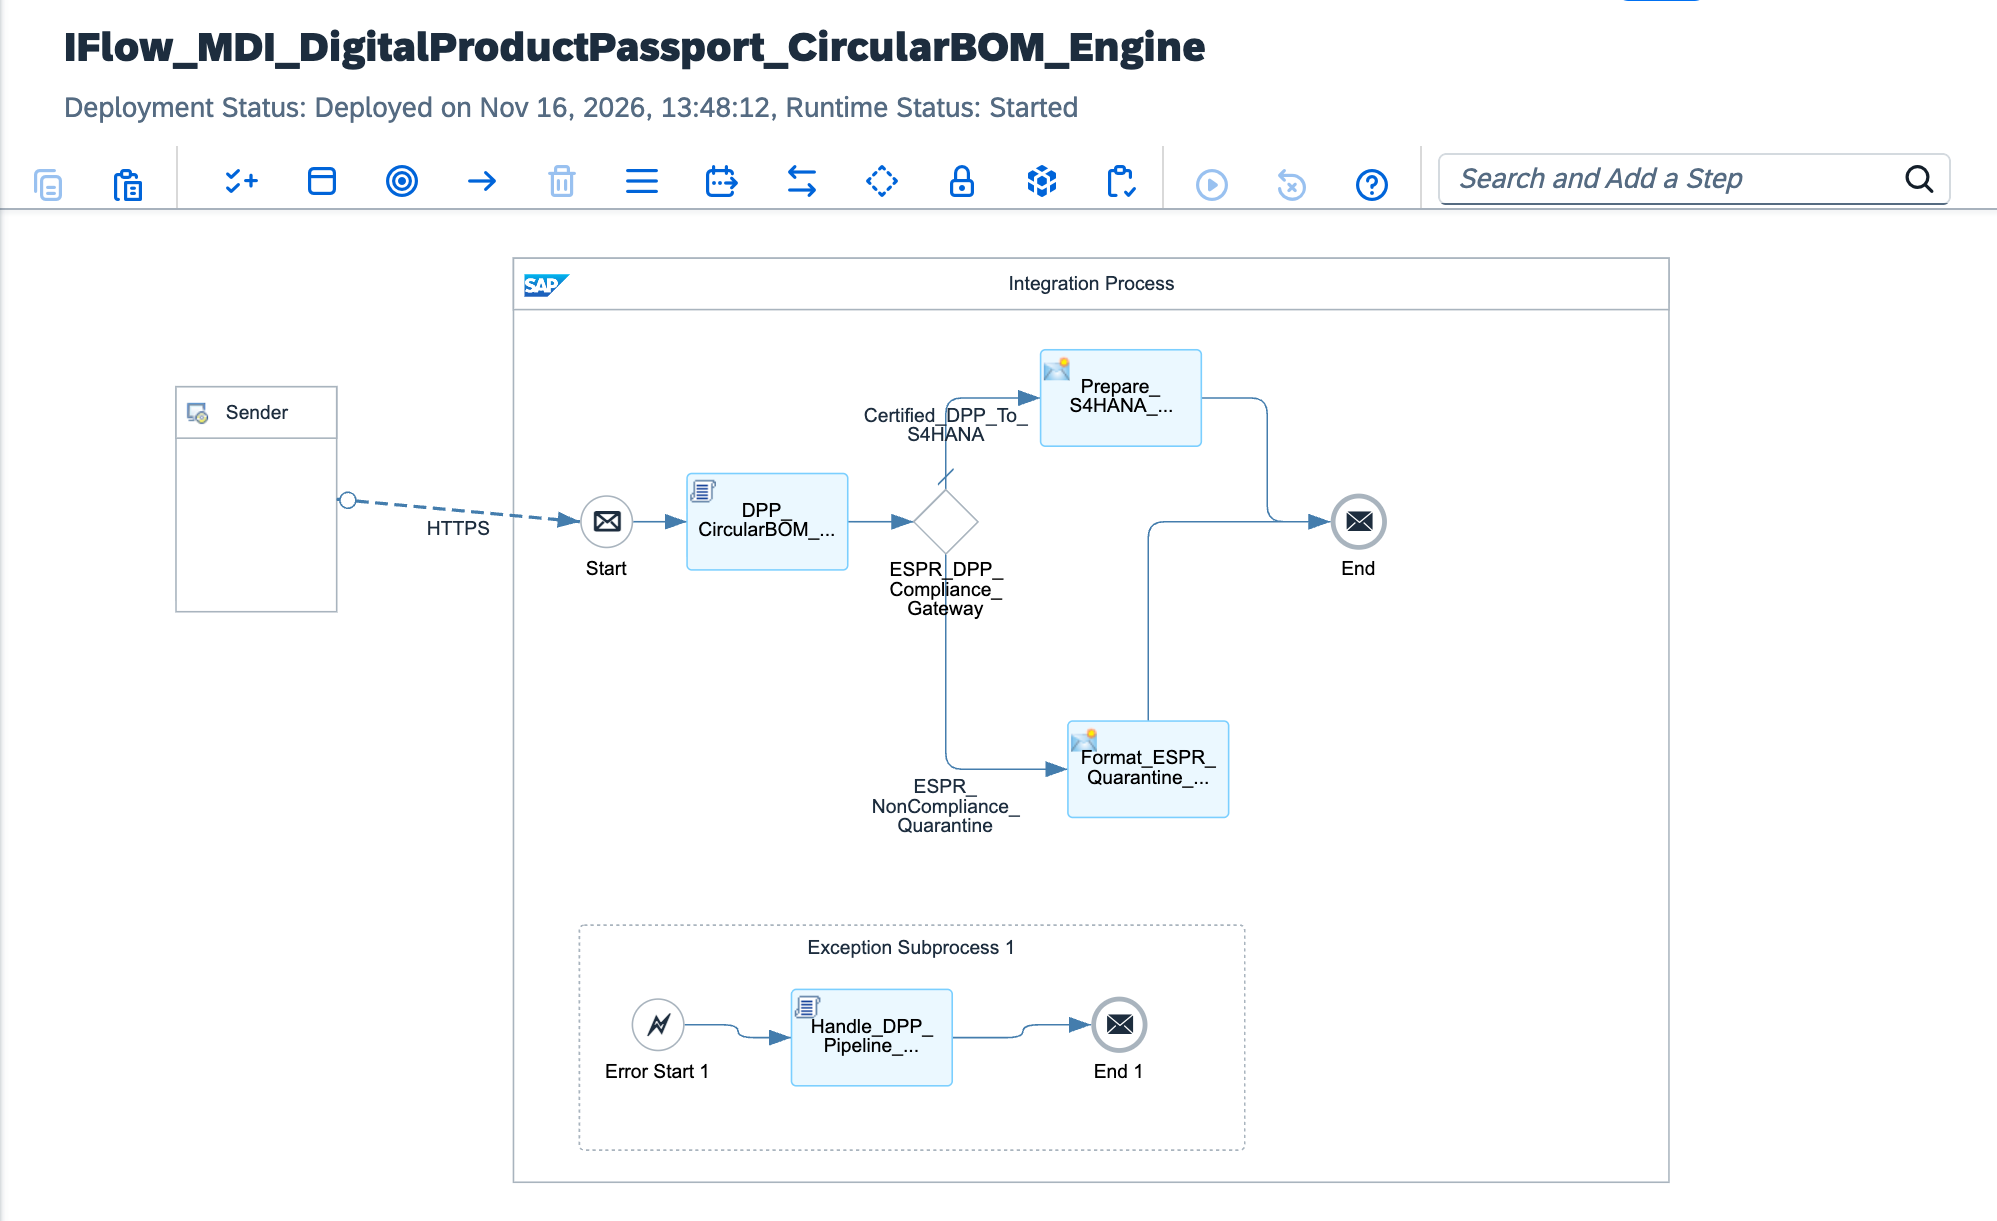 IFlow_MDI_DigitalProductPassport_CircularBOM_Engine
Deployment Status: Deployed on Nov 16, 2026, 13:48:12, Runtime Status: Started
Search and Add a Step
SAP
Integration Process
Sender
HTTPS
Start
DPP_
CircularBOM_...
Certified_DPP_To_
S4HANA
Prepare_
S4HANA_...
ESPR_DPP_
Compliance_
Gateway
End
ESPR_
NonCompliance_
Quarantine
Format_ESPR_
Quarantine_...
Exception Subprocess 1
Error Start 1
Handle_DPP_
Pipeline_...
End 1